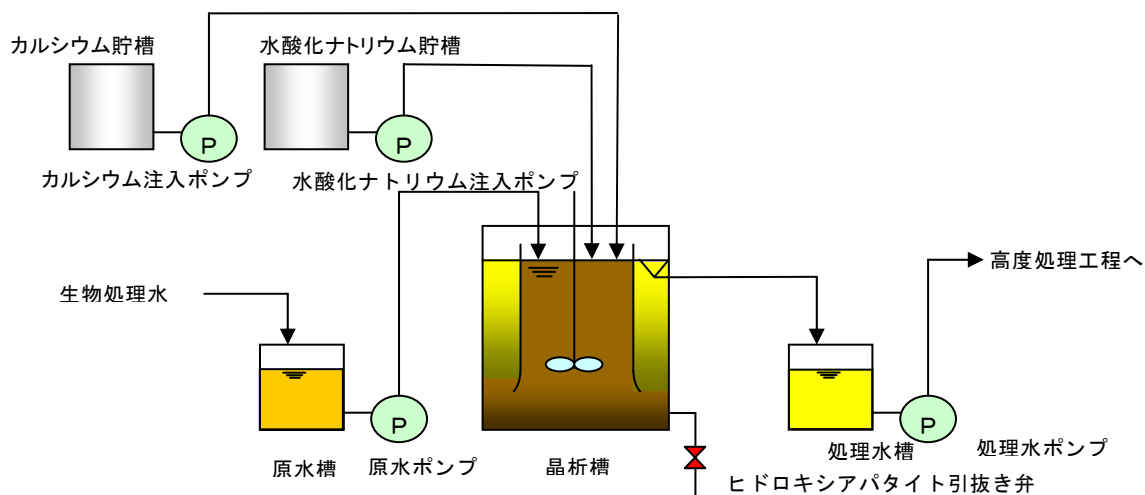 カルシウム貯槽
水酸化ナトリウム貯槽
P
P
カルシウム注入ポンプ
水酸化ナトリウム注入ポンプ
高度処理工程へ
生物処理水
P
P
原水槽
原水ポンプ
晶析槽
処理水槽
処理水ポンプ
ヒドロキシアパタイト引抜き弁